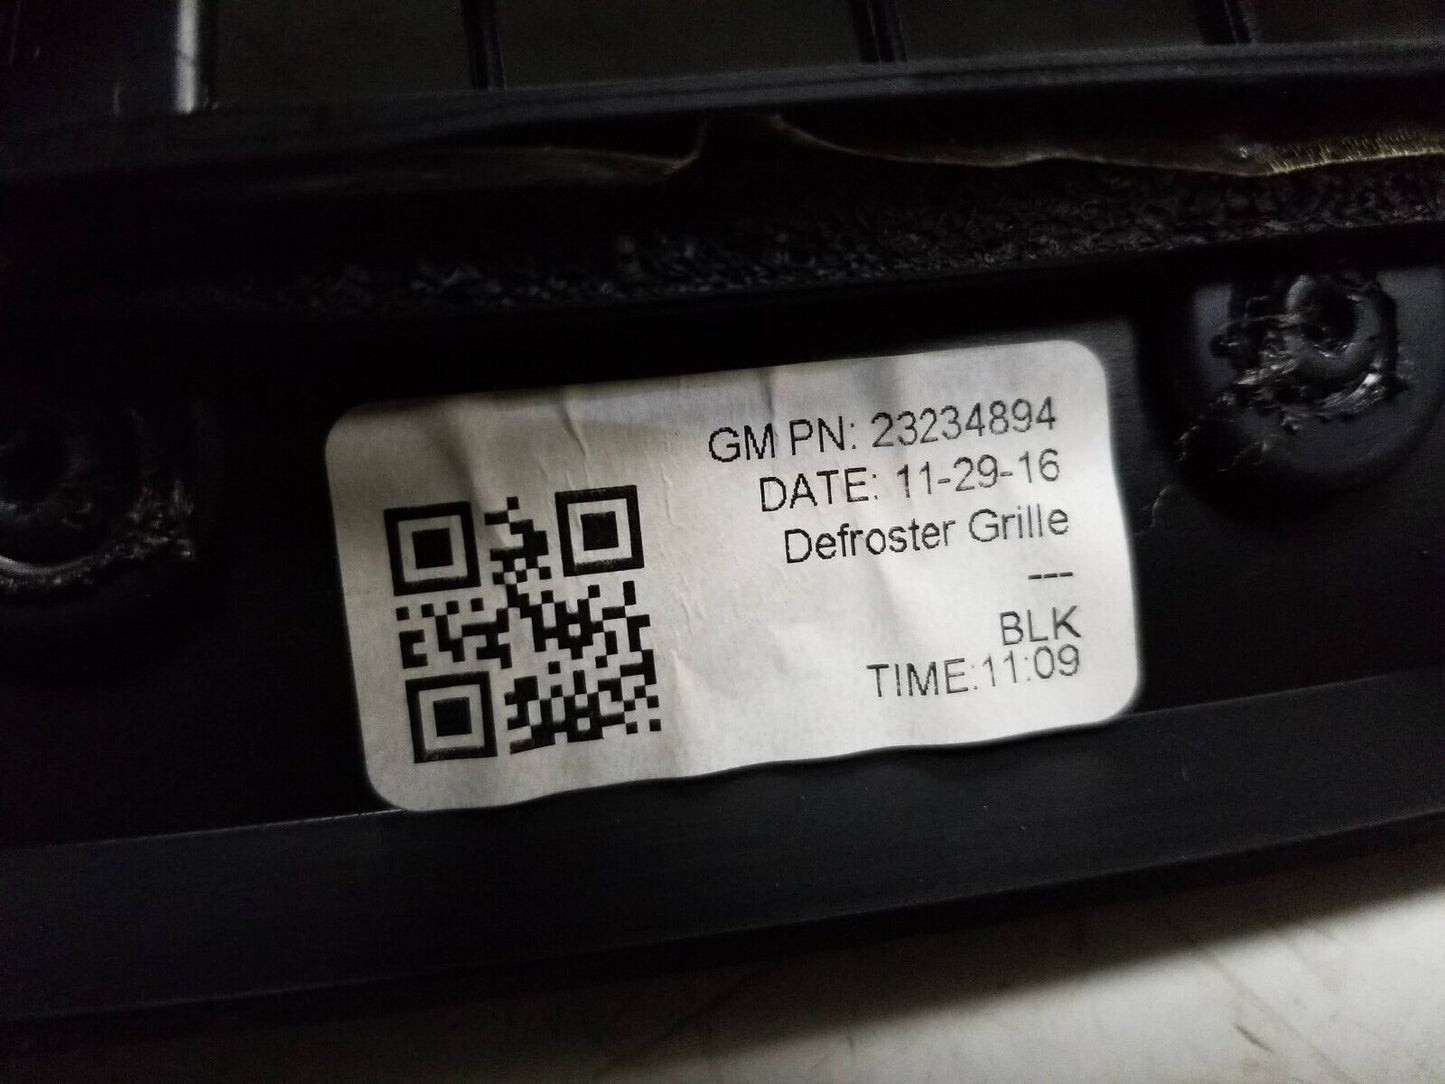 GM PN: 23234894
DATE: 11-29-16
Defroster Grille
---
BLK
TIME:11:09